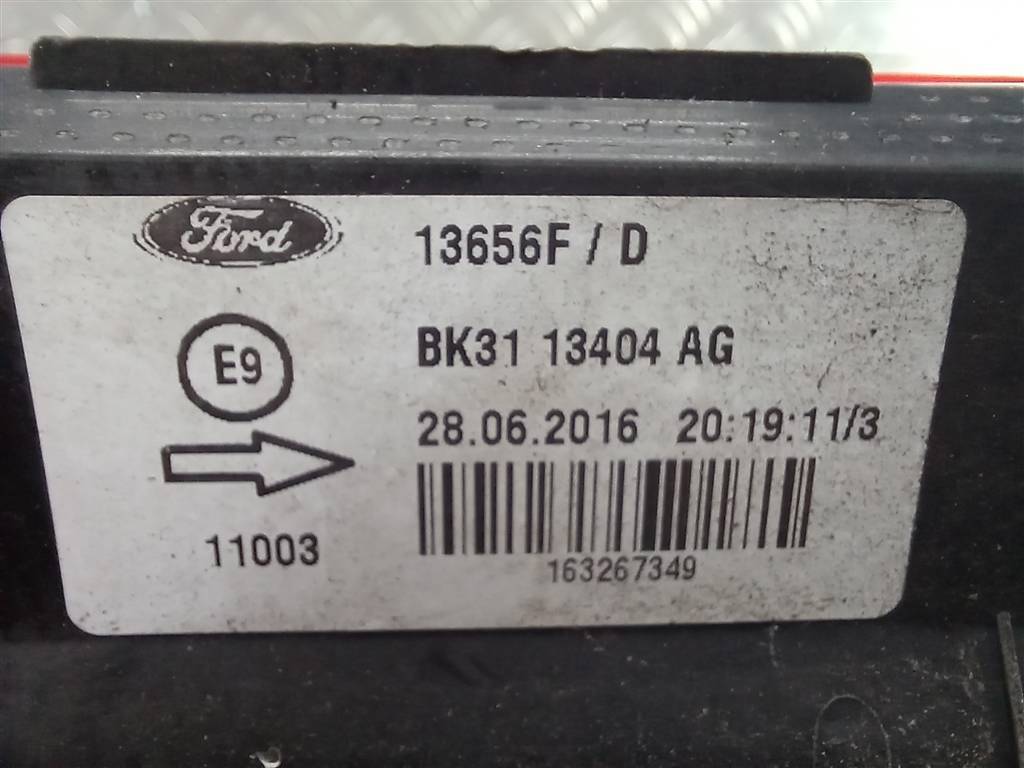 Ford
13656F / D
BK31 13404 AG
E9
28.06.2016 20:19:11/3
11003
163267349